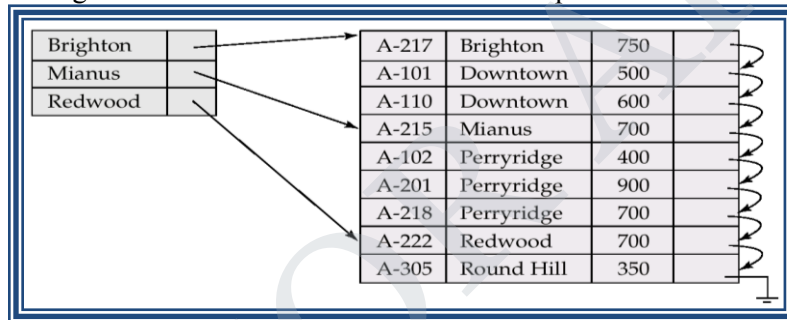 Brighton
Mianus
Redwood
A-217 Brighton 750
A-101 Downtown 500
A-110 Downtown 600
A-215 Mianus 700
A-102 Perryridge 400
A-201 Perryridge 900
A-218 Perryridge 700
A-222 Redwood 700
A-305 Round Hill 350